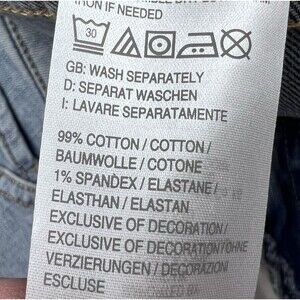 IRON IF NEEDED
30
GB: WASH SEPARATELY
D: SEPARAT WASCHEN
I: LAVARE SEPARATAMENTE
99% COTTON / COTTON /
BAUMWOLLE / COTONE
1% SPANDEX / ELASTANE /
ELASTHAN / ELASTAN
EXCLUSIVE OF DECORATION /
EXCLUSIVE OF DECORATION/OHNE
VERZIERUNGEN / DECORAZIONI
ESCLUSE